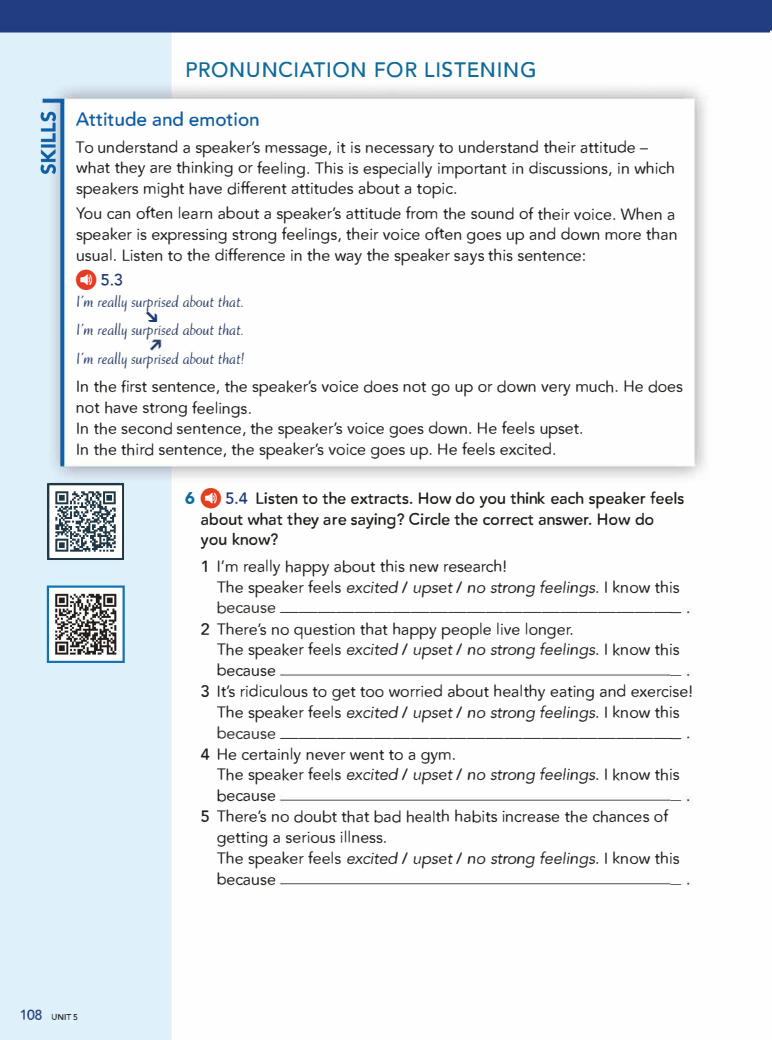 PRONUNCIATION FOR LISTENING
SKILLS
Attitude and emotion
To understand a speaker's message, it is necessary to understand their attitude –
what they are thinking or feeling. This is especially important in discussions, in which
speakers might have different attitudes about a topic.
You can often learn about a speaker's attitude from the sound of their voice. When a
speaker is expressing strong feelings, their voice often goes up and down more than
usual. Listen to the difference in the way the speaker says this sentence:
5.3
I'm really surprised about that.
I'm really surprised about that.
I'm really surprised about that!
In the first sentence, the speaker's voice does not go up or down very much. He does
not have strong feelings.
In the second sentence, the speaker's voice goes down. He feels upset.
In the third sentence, the speaker's voice goes up. He feels excited.
6 5.4 Listen to the extracts. How do you think each speaker feels
about what they are saying? Circle the correct answer. How do
you know?
1 I'm really happy about this new research!
The speaker feels excited / upset / no strong feelings. I know this
because ______________________________ .
2 There's no question that happy people live longer.
The speaker feels excited / upset / no strong feelings. I know this
because ______________________________ .
3 It's ridiculous to get too worried about healthy eating and exercise!
The speaker feels excited / upset / no strong feelings. I know this
because ______________________________ .
4 He certainly never went to a gym.
The speaker feels excited / upset / no strong feelings. I know this
because ______________________________ .
5 There's no doubt that bad health habits increase the chances of
getting a serious illness.
The speaker feels excited / upset / no strong feelings. I know this
because ______________________________ .
108 UNIT 5